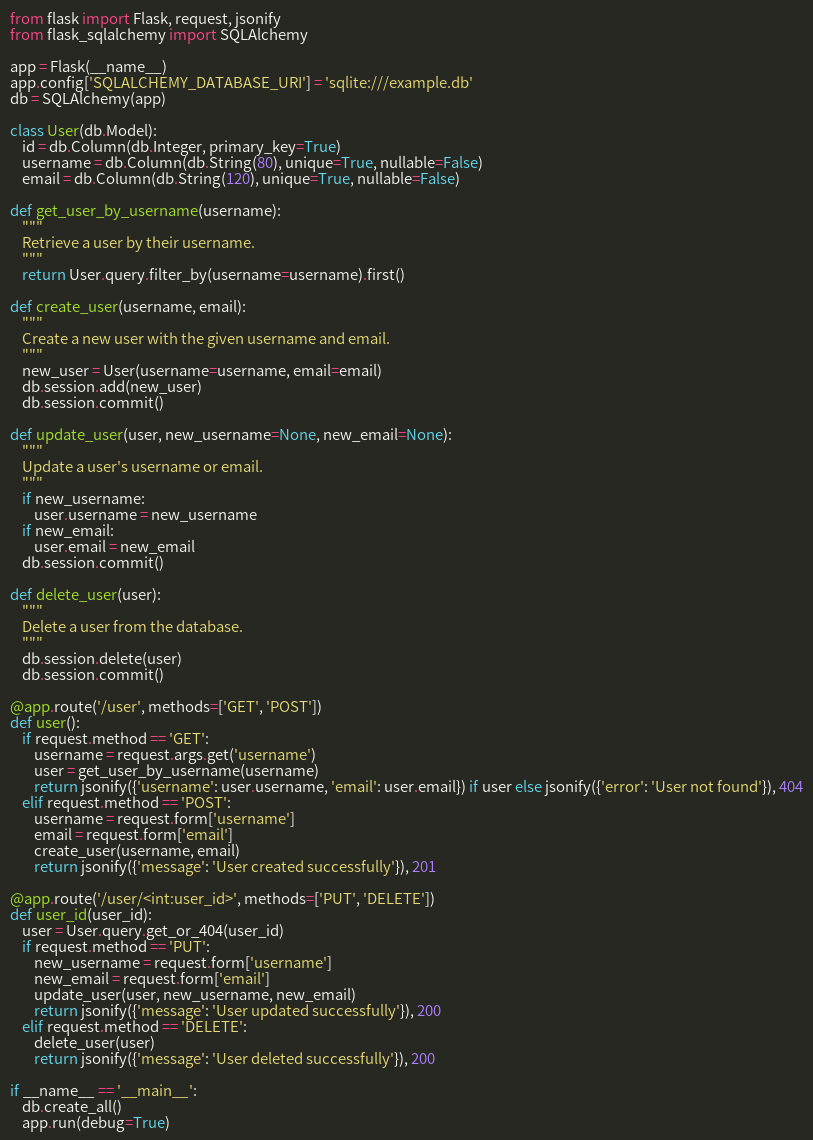 from flask import Flask, request, jsonify
from flask_sqlalchemy import SQLAlchemy

app = Flask(__name__)
app.config['SQLALCHEMY_DATABASE_URI'] = 'sqlite:///example.db'
db = SQLAlchemy(app)

class User(db.Model):
    id = db.Column(db.Integer, primary_key=True)
    username = db.Column(db.String(80), unique=True, nullable=False)
    email = db.Column(db.String(120), unique=True, nullable=False)

def get_user_by_username(username):
    """
    Retrieve a user by their username.
    """
    return User.query.filter_by(username=username).first()

def create_user(username, email):
    """
    Create a new user with the given username and email.
    """
    new_user = User(username=username, email=email)
    db.session.add(new_user)
    db.session.commit()

def update_user(user, new_username=None, new_email=None):
    """
    Update a user's username or email.
    """
    if new_username:
        user.username = new_username
    if new_email:
        user.email = new_email
    db.session.commit()

def delete_user(user):
    """
    Delete a user from the database.
    """
    db.session.delete(user)
    db.session.commit()

@app.route('/user', methods=['GET', 'POST'])
def user():
    if request.method == 'GET':
        username = request.args.get('username')
        user = get_user_by_username(username)
        return jsonify({'username': user.username, 'email': user.email}) if user else jsonify({'error': 'User not found'}), 404
    elif request.method == 'POST':
        username = request.form['username']
        email = request.form['email']
        create_user(username, email)
        return jsonify({'message': 'User created successfully'}), 201

@app.route('/user/<int:user_id>', methods=['PUT', 'DELETE'])
def user_id(user_id):
    user = User.query.get_or_404(user_id)
    if request.method == 'PUT':
        new_username = request.form['username']
        new_email = request.form['email']
        update_user(user, new_username, new_email)
        return jsonify({'message': 'User updated successfully'}), 200
    elif request.method == 'DELETE':
        delete_user(user)
        return jsonify({'message': 'User deleted successfully'}), 200

if __name__ == '__main__':
    db.create_all()
    app.run(debug=True)